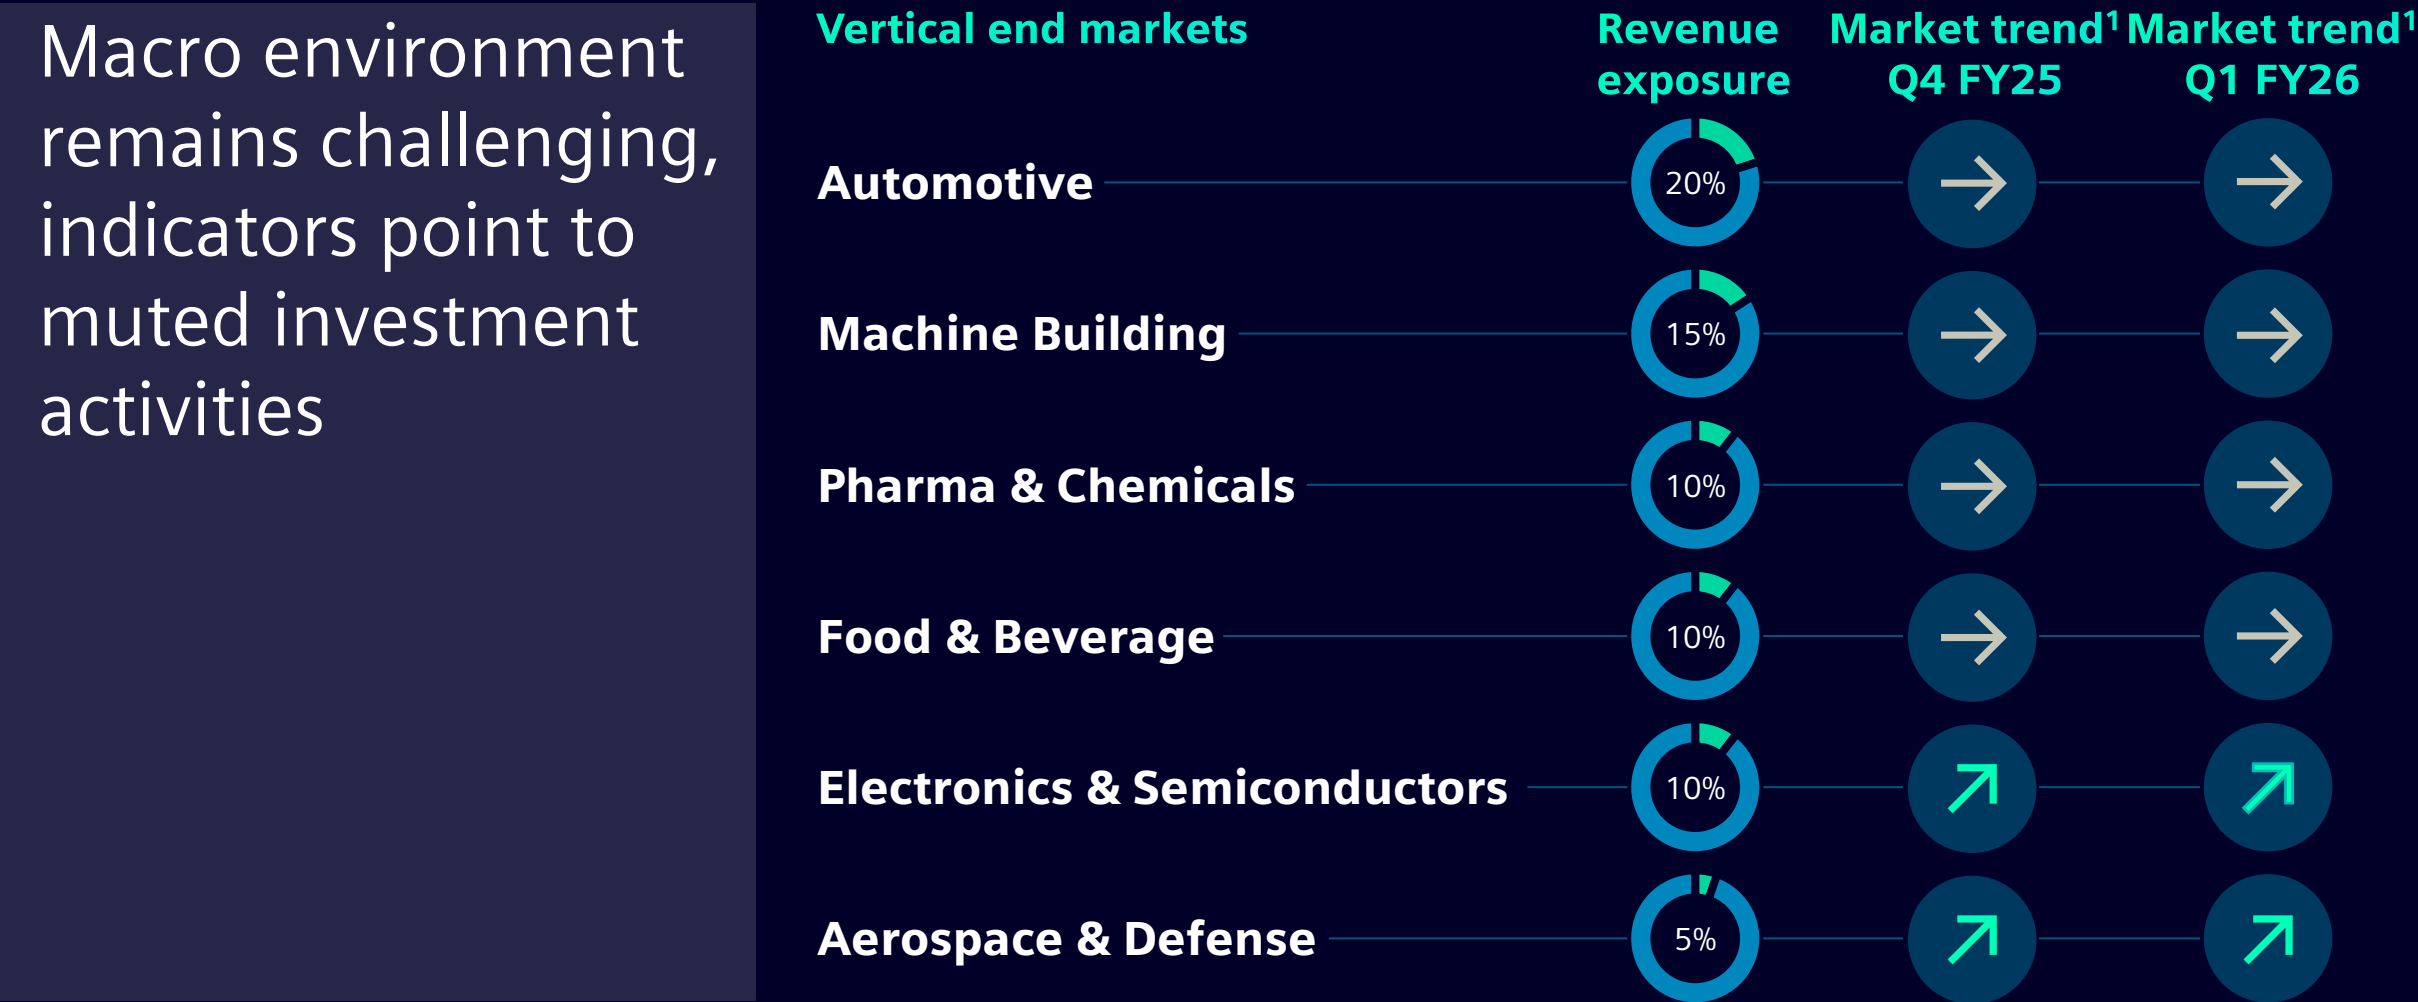 Macro environment
remains challenging,
indicators point to
muted investment
activities
Vertical end markets
Revenue
exposure
Market trend¹
Q4 FY25
Market trend¹
Q1 FY26
Automotive
20%
Machine Building
15%
Pharma & Chemicals
10%
Food & Beverage
10%
Electronics & Semiconductors
10%
Aerospace & Defense
5%